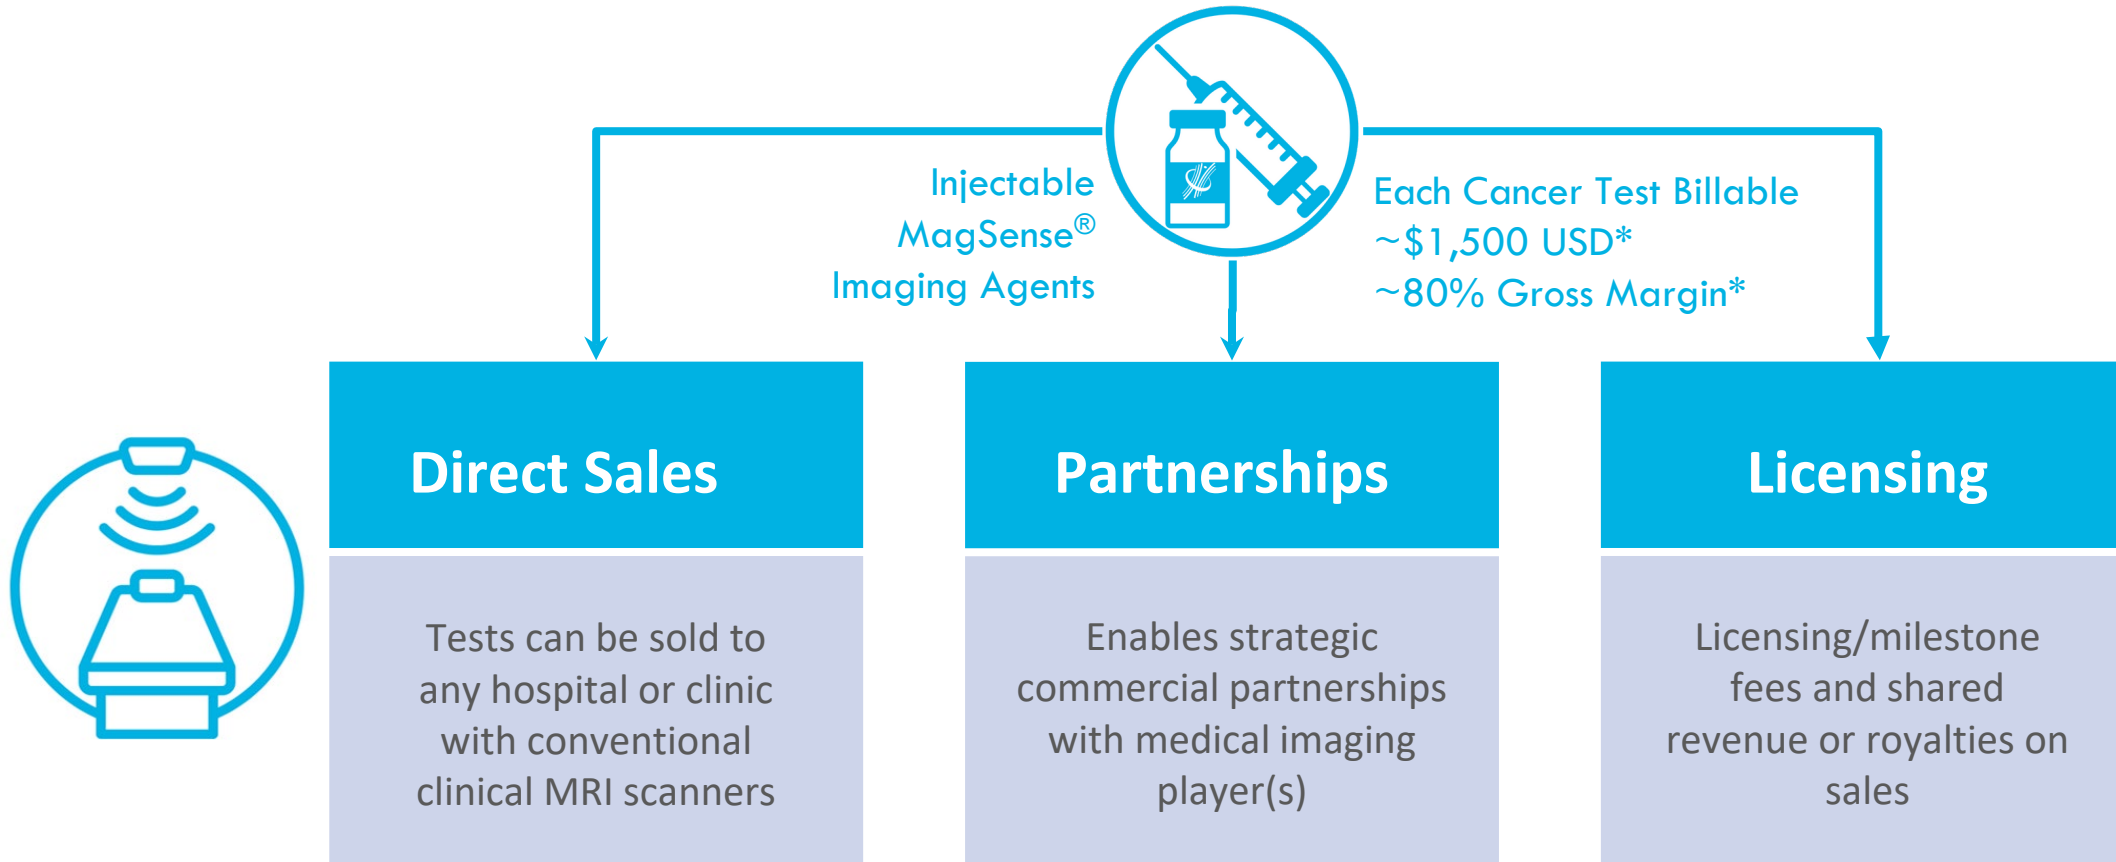 Injectable
MagSense®
Imaging Agents
Each Cancer Test Billable
~$1,500 USD*
~80% Gross Margin*
Direct Sales
Tests can be sold to
any hospital or clinic
with conventional
clinical MRI scanners
Partnerships
Enables strategic
commercial partnerships
with medical imaging
player(s)
Licensing
Licensing/milestone
fees and shared
revenue or royalties on
sales